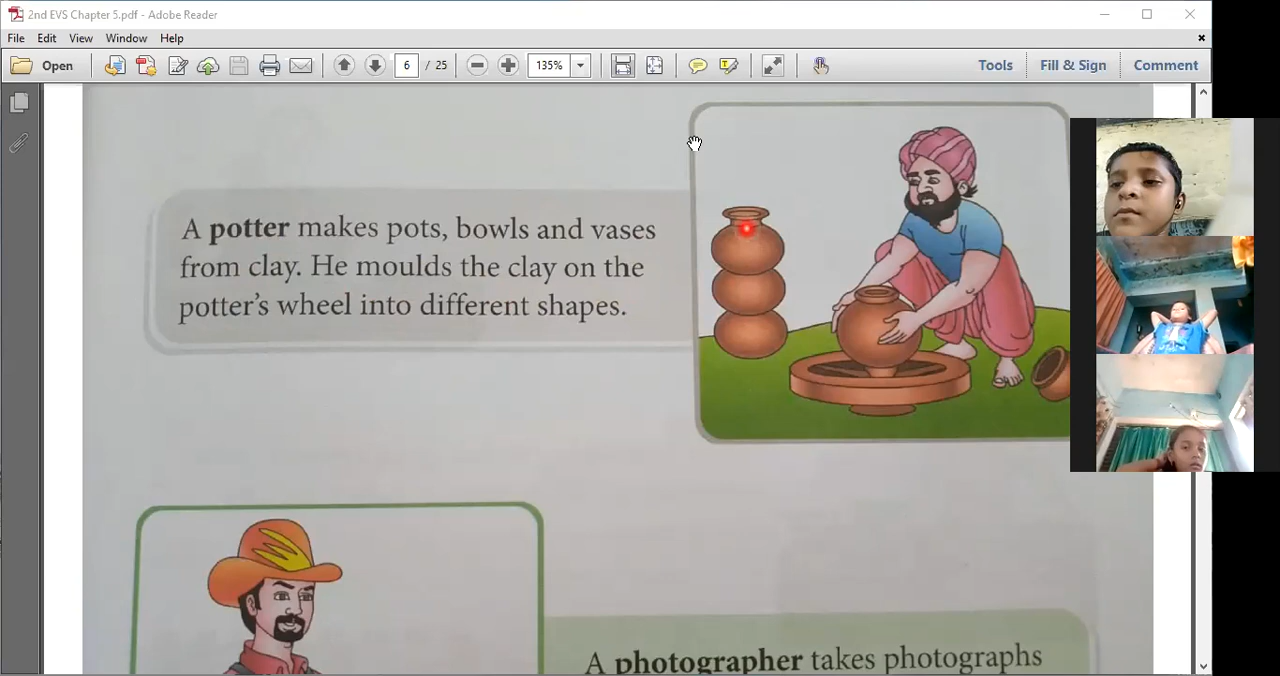 2nd EVS Chapter 5.pdf - Adobe Reader
File Edit View Window Help
Open 6 / 25 135% Tools Fill & Sign Comment
A potter makes pots, bowls and vases
from clay. He moulds the clay on the
potter's wheel into different shapes.
A photographer takes photographs